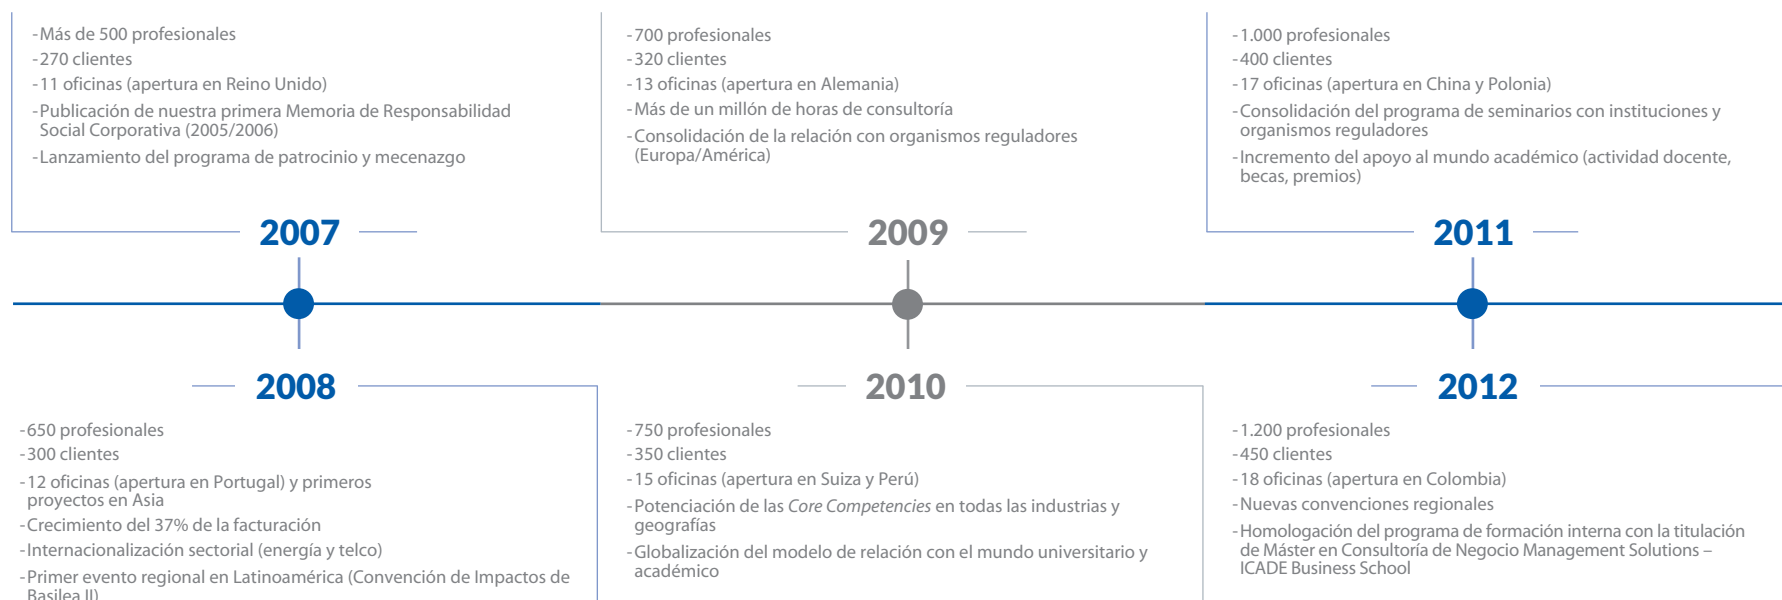 -Más de 500 profesionales
-270 clientes
-11 oficinas (apertura en Reino Unido)
-Publicación de nuestra primera Memoria de Responsabilidad
Social Corporativa (2005/2006)
-Lanzamiento del programa de patrocinio y mecenazgo
2007
-700 profesionales
-320 clientes
-13 oficinas (apertura en Alemania)
-Más de un millón de horas de consultoría
-Consolidación de la relación con organismos reguladores
(Europa/América)
2009
-1.000 profesionales
-400 clientes
-17 oficinas (apertura en China y Polonia)
-Consolidación del programa de seminarios con instituciones y
organismos reguladores
-Incremento del apoyo al mundo académico (actividad docente,
becas, premios)
2011
2008
-650 profesionales
-300 clientes
-12 oficinas (apertura en Portugal) y primeros
proyectos en Asia
-Crecimiento del 37% de la facturación
-Internacionalización sectorial (energía y telco)
-Primer evento regional en Latinoamérica (Convención de Impactos de
Basilea II)
2010
-750 profesionales
-350 clientes
-15 oficinas (apertura en Suiza y Perú)
-Potenciación de las Core Competencies en todas las industrias y
geografías
-Globalización del modelo de relación con el mundo universitario y
académico
2012
-1.200 profesionales
-450 clientes
-18 oficinas (apertura en Colombia)
-Nuevas convenciones regionales
-Homologación del programa de formación interna con la titulación
de Máster en Consultoría de Negocio Management Solutions –
ICADE Business School